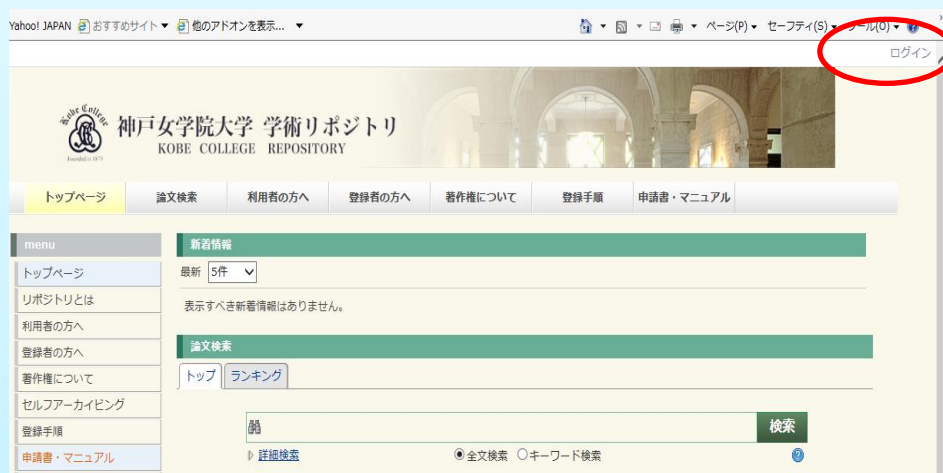 Yahoo! JAPAN おすすめサイト▼ 他のアドオンを表示... ▼ ページ(P)▼ セーフティ(S)▼ ツール(O)▼
ログイン
Kobe College
Founded in 1875
神戸女学院大学 学術リポジトリ
KOBE COLLEGE REPOSITORY
トップページ 論文検索 利用者の方へ 登録者の方へ 著作権について 登録手順 申請書・マニュアル
menu
トップページ
リポジトリとは
利用者の方へ
登録者の方へ
著作権について
セルフアーカイビング
登録手順
申請書・マニュアル
新着情報
最新 5件
表示すべき新着情報はありません。
論文検索
トップ ランキング
検索
詳細検索 全文検索 キーワード検索